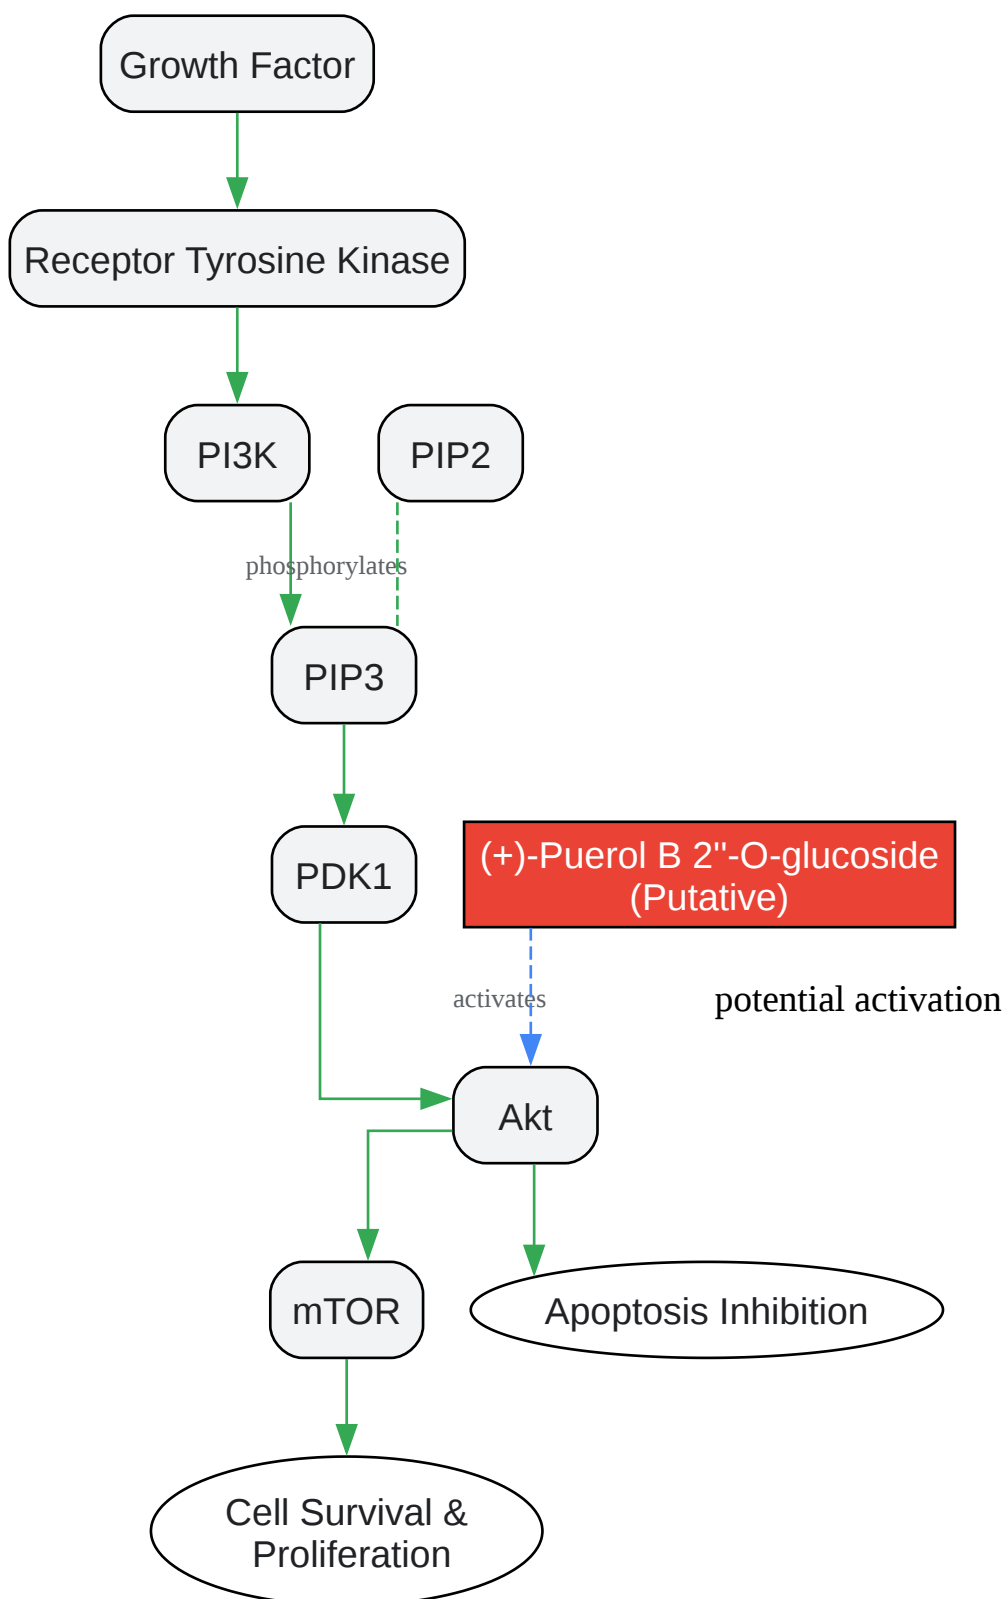 Growth Factor
Receptor Tyrosine Kinase
PI3K
PIP2
phosphorylates
PIP3
PDK1
(+)-Puerol B 2''-O-glucoside
(Putative)
activates
potential activation
Akt
mTOR
Apoptosis Inhibition
Cell Survival &
Proliferation